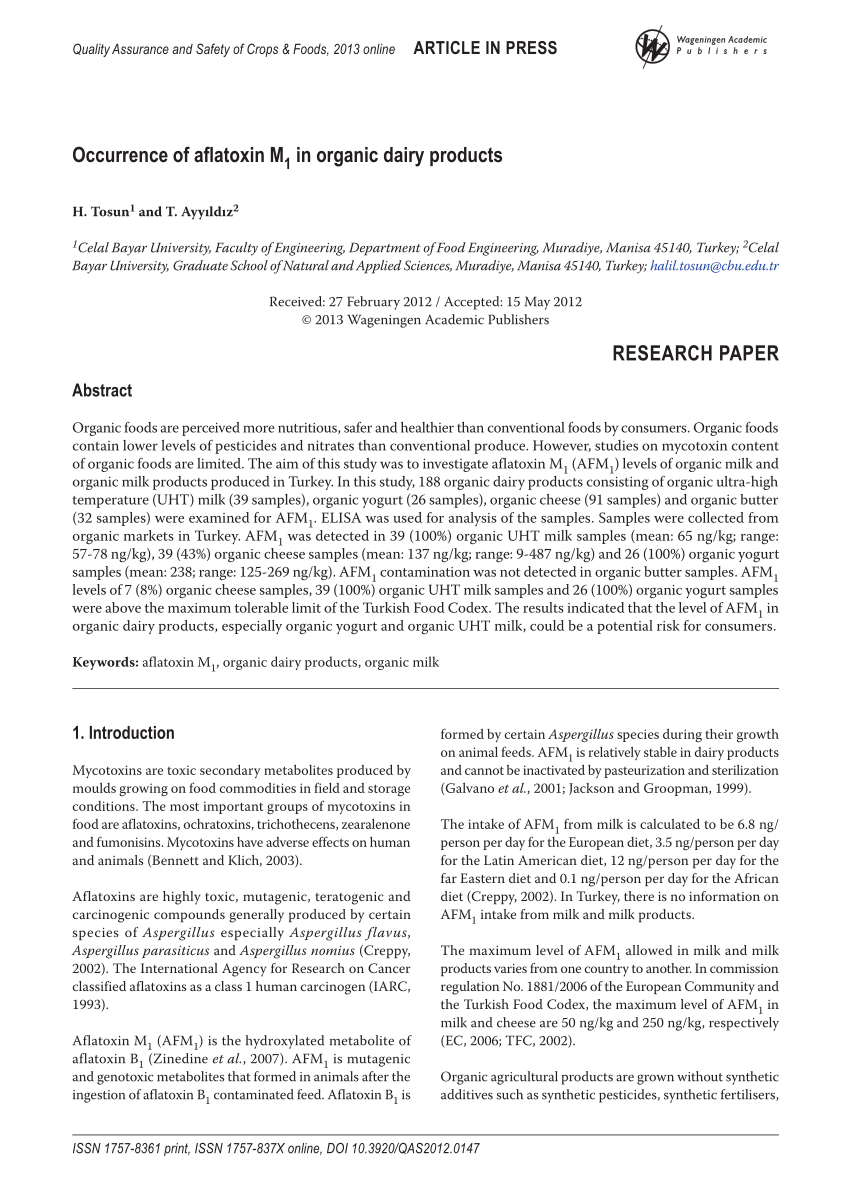 Quality Assurance and Safety of Crops & Foods, 2013 online ARTICLE IN PRESS
Wageningen Academic
Publishers
Occurrence of aflatoxin M1 in organic dairy products
H. Tosun1 and T. Ayyıldız2
1Celal Bayar University, Faculty of Engineering, Department of Food Engineering, Muradiye, Manisa 45140, Turkey; 2Celal
Bayar University, Graduate School of Natural and Applied Sciences, Muradiye, Manisa 45140, Turkey; halil.tosun@cbu.edu.tr
Received: 27 February 2012 / Accepted: 15 May 2012
© 2013 Wageningen Academic Publishers
RESEARCH PAPER
Abstract
Organic foods are perceived more nutritious, safer and healthier than conventional foods by consumers. Organic foods
contain lower levels of pesticides and nitrates than conventional produce. However, studies on mycotoxin content
of organic foods are limited. The aim of this study was to investigate aflatoxin M1 (AFM1) levels of organic milk and
organic milk products produced in Turkey. In this study, 188 organic dairy products consisting of organic ultra-high
temperature (UHT) milk (39 samples), organic yogurt (26 samples), organic cheese (91 samples) and organic butter
(32 samples) were examined for AFM1. ELISA was used for analysis of the samples. Samples were collected from
organic markets in Turkey. AFM1 was detected in 39 (100%) organic UHT milk samples (mean: 65 ng/kg; range:
57-78 ng/kg), 39 (43%) organic cheese samples (mean: 137 ng/kg; range: 9-487 ng/kg) and 26 (100%) organic yogurt
samples (mean: 238; range: 125-269 ng/kg). AFM1 contamination was not detected in organic butter samples. AFM1
levels of 7 (8%) organic cheese samples, 39 (100%) organic UHT milk samples and 26 (100%) organic yogurt samples
were above the maximum tolerable limit of the Turkish Food Codex. The results indicated that the level of AFM1 in
organic dairy products, especially organic yogurt and organic UHT milk, could be a potential risk for consumers.
Keywords: aflatoxin M1, organic dairy products, organic milk
1. Introduction
Mycotoxins are toxic secondary metabolites produced by
moulds growing on food commodities in field and storage
conditions. The most important groups of mycotoxins in
food are aflatoxins, ochratoxins, trichothecens, zearalenone
and fumonisins. Mycotoxins have adverse effects on human
and animals (Bennett and Klich, 2003).
Aflatoxins are highly toxic, mutagenic, teratogenic and
carcinogenic compounds generally produced by certain
species of Aspergillus especially Aspergillus flavus,
Aspergillus parasiticus and Aspergillus nomius (Creppy,
2002). The International Agency for Research on Cancer
classified aflatoxins as a class 1 human carcinogen (IARC,
1993).
Aflatoxin M1 (AFM1) is the hydroxylated metabolite of
aflatoxin B1 (Zinedine et al., 2007). AFM1 is mutagenic
and genotoxic metabolites that formed in animals after the
ingestion of aflatoxin B1 contaminated feed. Aflatoxin B1 is
formed by certain Aspergillus species during their growth
on animal feeds. AFM1 is relatively stable in dairy products
and cannot be inactivated by pasteurization and sterilization
(Galvano et al., 2001; Jackson and Groopman, 1999).
The intake of AFM1 from milk is calculated to be 6.8 ng/
person per day for the European diet, 3.5 ng/person per day
for the Latin American diet, 12 ng/person per day for the
far Eastern diet and 0.1 ng/person per day for the African
diet (Creppy, 2002). In Turkey, there is no information on
AFM1 intake from milk and milk products.
The maximum level of AFM1 allowed in milk and milk
products varies from one country to another. In commission
regulation No. 1881/2006 of the European Community and
the Turkish Food Codex, the maximum level of AFM1 in
milk and cheese are 50 ng/kg and 250 ng/kg, respectively
(EC, 2006; TFC, 2002).
Organic agricultural products are grown without synthetic
additives such as synthetic pesticides, synthetic fertilisers,
ISSN 1757-8361 print, ISSN 1757-837X online, DOI 10.3920/QAS2012.0147